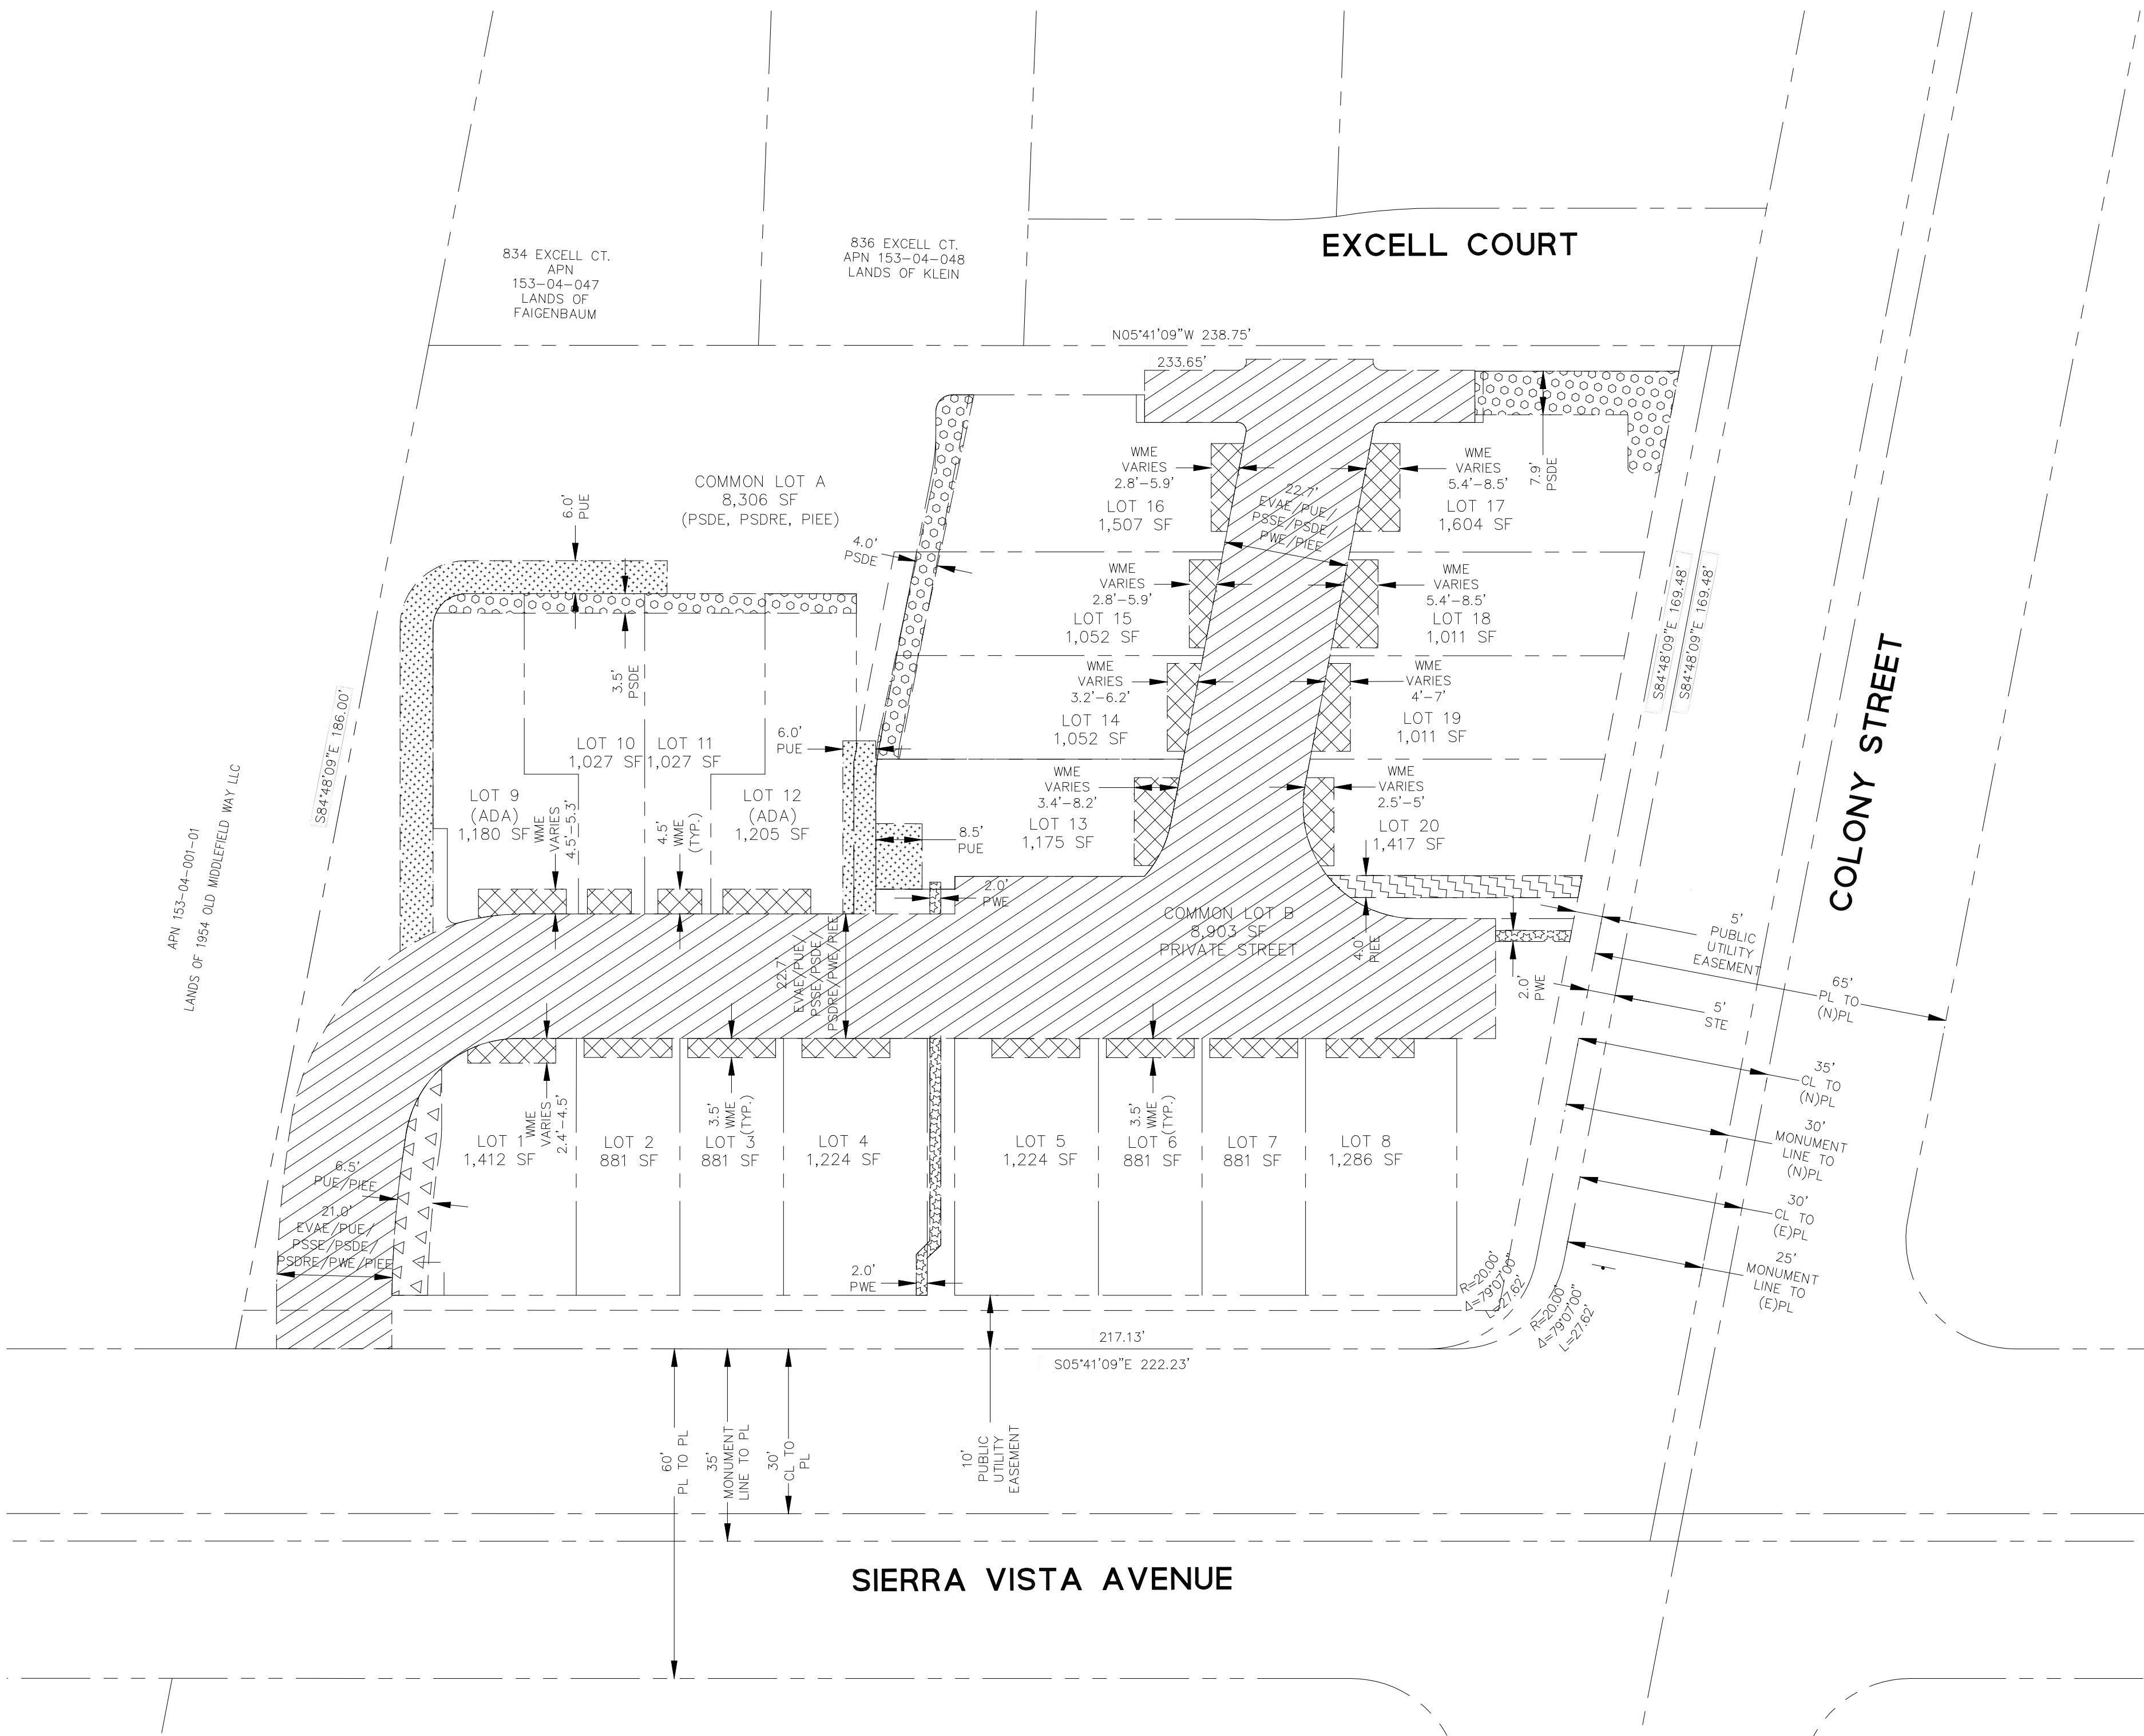 EXCELL COURT
836 EXCELL CT.
APN 153-04-048
LANDS OF KLEIN
834 EXCELL CT.
APN
153-04-047
LANDS OF
FAIGENBAUM
N05°41'09"W 238.75'
233.65'
COMMON LOT A
8,306 SF
(PSDE, PSDRE, PIEE)
6.0'
PUE
4.0'
PSDE
3.5'
PSDE
WME
VARIES
2.8'-5.9'
LOT 16
1,507 SF
22.7'
EVAE/PUE/
PSSE/PSDE/
PWE/PIEE
WME
VARIES
5.4'-8.5'
LOT 17
1,604 SF
7.9'
PSDE
WME
VARIES
2.8'-5.9'
LOT 15
1,052 SF
WME
VARIES
5.4'-8.5'
LOT 18
1,011 SF
WME
VARIES
3.2'-6.2'
LOT 14
1,052 SF
WME
VARIES
4'-7'
LOT 19
1,011 SF
WME
VARIES
3.4'-8.2'
LOT 13
1,175 SF
WME
VARIES
2.5'-5'
LOT 20
1,417 SF
S84°48'09"E 169.48'
S84°48'09"E 169.48'
COLONY STREET
S84°48'09"E 186.00'
APN 153-04-001-01
LANDS OF 1954 OLD MIDDLEFIELD WAY LLC
LOT 9
(ADA)
1,180 SF
LOT 10
1,027 SF
LOT 11
1,027 SF
LOT 12
(ADA)
1,205 SF
WME
VARIES
4.5'-5.3'
4.5'
WME
(TYP.)
6.0'
PUE
8.5'
PUE
2.0'
PWE
22.7'
EVAE/PUE/
PSSE/PSDE/
PSDRE/PWE/PIEE
COMMON LOT B
8,903 SF
PRIVATE STREET
4.0
PIEE
2.0'
PWE
5'
PUBLIC
UTILITY
EASEMENT
65'
PL TO
(N)PL
5'
STE
35'
CL TO
(N)PL
30'
MONUMENT
LINE TO
(N)PL
30'
CL TO
(E)PL
25'
MONUMENT
LINE TO
(E)PL
LOT 1
1,412 SF
WME
VARIES
2.4'-4.5'
LOT 2
881 SF
3.5'
WME
(TYP.)
LOT 3
881 SF
LOT 4
1,224 SF
LOT 5
1,224 SF
3.5'
WME
(TYP.)
LOT 6
881 SF
LOT 7
881 SF
LOT 8
1,286 SF
6.5'
PUE/PIEE
21.0'
EVAE/PUE/
PSSE/PSDE/
PSDRE/PWE/PIEE
2.0'
PWE
R=20.00'
Δ=79°07'00"
L=27.62'
R=20.00'
Δ=79°07'00"
L=27.62'
217.13'
S05°41'09"E 222.23'
60'
PL TO PL
35'
MONUMENT
LINE TO PL
30'
CL TO
PL
10'
PUBLIC
UTILITY
EASEMENT
SIERRA VISTA AVENUE